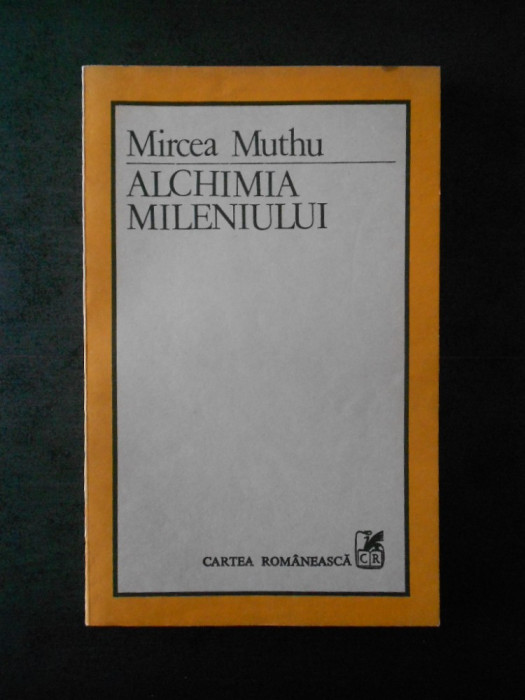 Mircea Muthu
ALCHIMIA
MILENIULUI
CARTEA ROMÂNEASCĂ CR